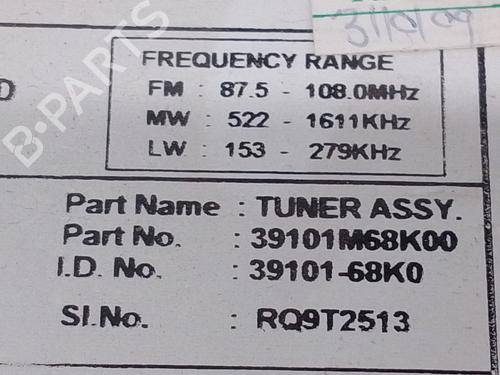 FREQUENCY RANGE
FM : 87.5 - 108.0MHz
MW : 522 - 1611KHz
LW : 153 - 279KHz
Part Name : TUNER ASSY.
Part No. : 39101M68K00
I.D. No. : 39101-68K0
Sl.No. : RQ9T2513
B-PARTS